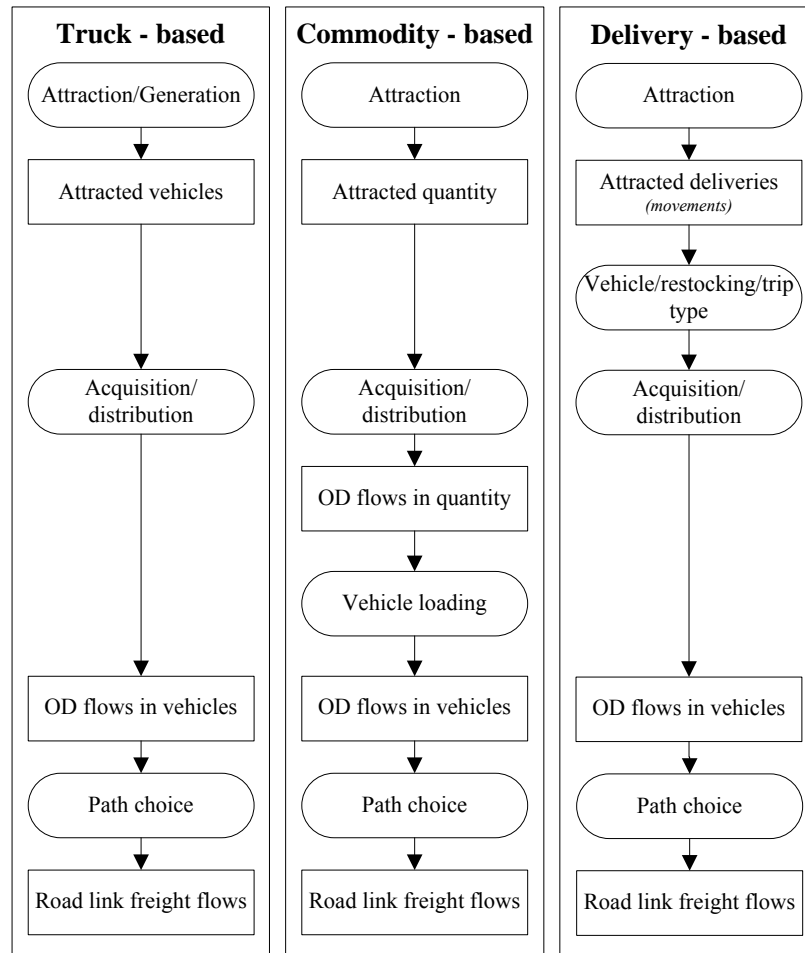 Truck - based
Attraction/Generation
Attracted vehicles
Acquisition/
distribution
OD flows in vehicles
Path choice
Road link freight flows
Commodity - based
Attraction
Attracted quantity
Acquisition/
distribution
OD flows in quantity
Vehicle loading
OD flows in vehicles
Path choice
Road link freight flows
Delivery - based
Attraction
Attracted deliveries
(movements)
Vehicle/restocking/trip
type
Acquisition/
distribution
OD flows in vehicles
Path choice
Road link freight flows